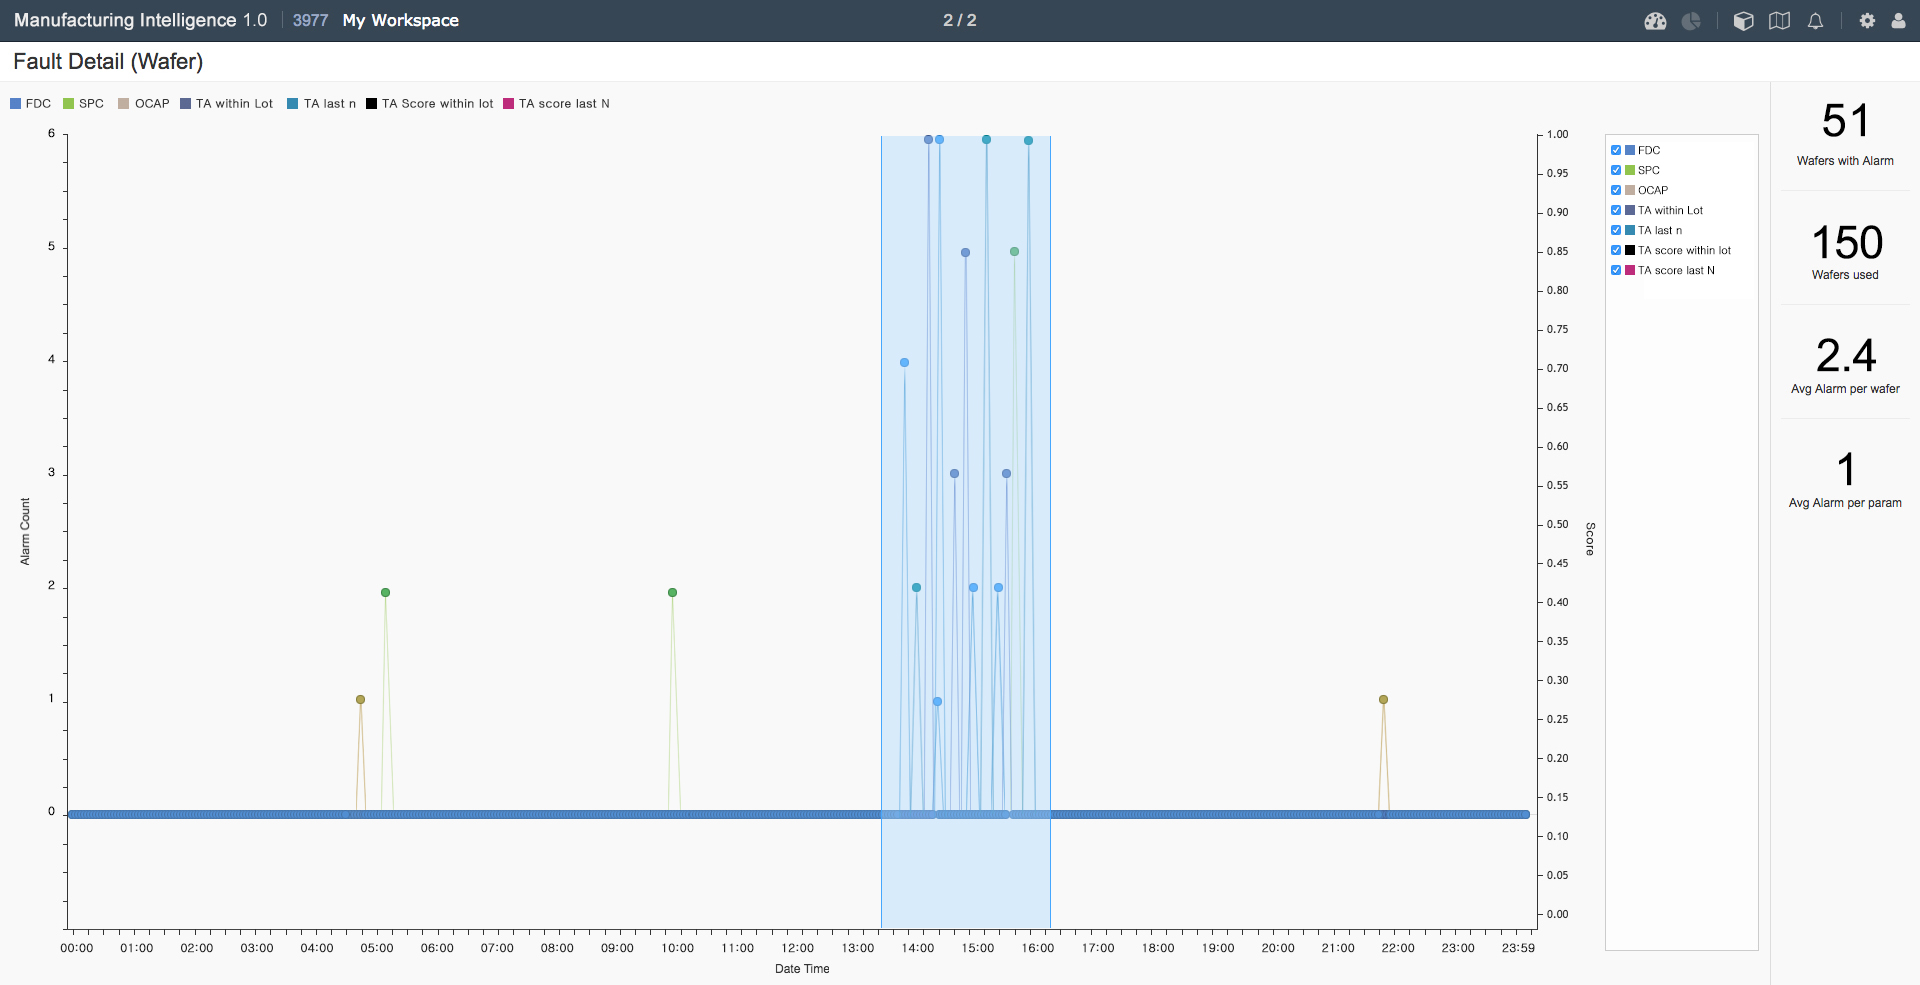 Manufacturing Intelligence 1.0 3977 My Workspace 2 / 2
Fault Detail (Wafer)
FDC SPC OCAP TA within Lot TA last n TA Score within lot TA score last N
6
5
4
3
2
1
0
Alarm Count
1.00
0.95
0.90
0.85
0.80
0.75
0.70
0.65
0.60
0.55
0.50
0.45
0.40
0.35
0.30
0.25
0.20
0.15
0.10
0.05
0.00
Score
00:00 01:00 02:00 03:00 04:00 05:00 06:00 07:00 08:00 09:00 10:00 11:00 12:00 13:00 14:00 15:00 16:00 17:00 18:00 19:00 20:00 21:00 22:00 23:00 23:59
Date Time
FDC
SPC
OCAP
TA within Lot
TA last n
TA score within lot
TA score last N
51
Wafers with Alarm
150
Wafers used
2.4
Avg Alarm per wafer
1
Avg Alarm per param